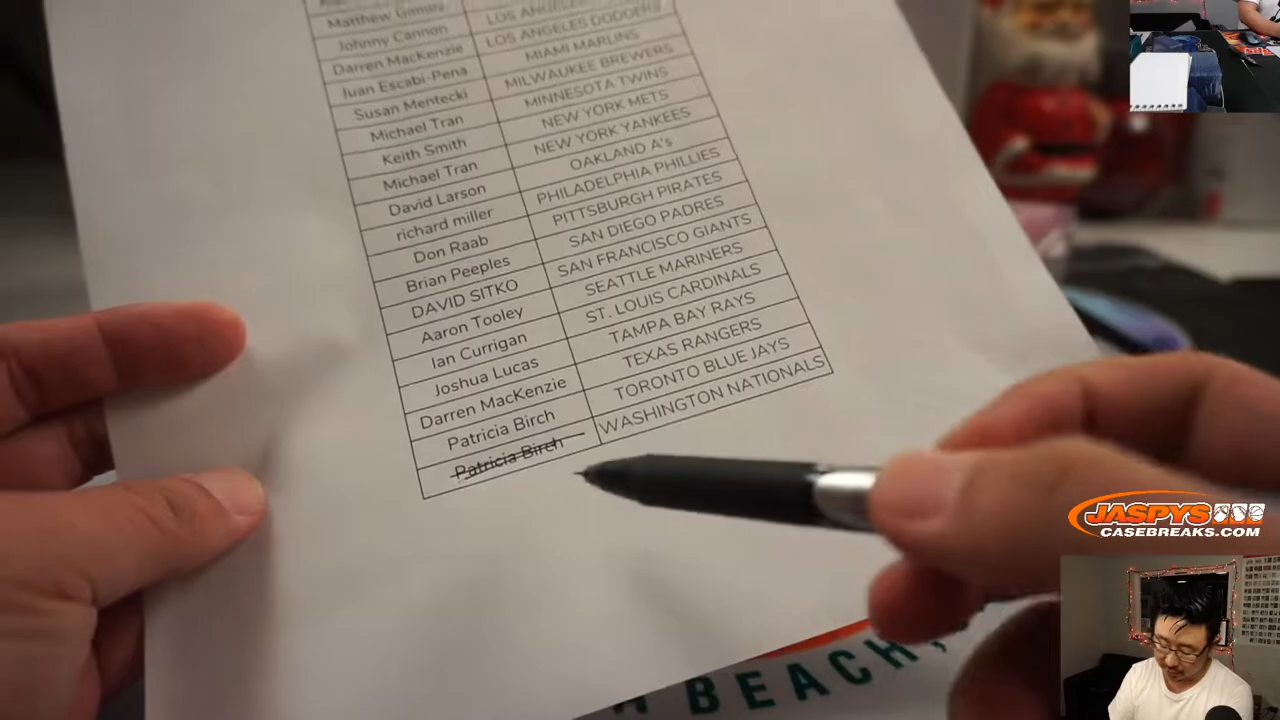 Matthew
Johnny Cannon LOS ANGELES
Darren MacKenzie LOS ANGELES DODGERS
Juan Escabi-Pena MIAMI MARLINS
Susan Mentecki MILWAUKEE BREWERS
Michael Tran MINNESOTA TWINS
Keith Smith NEW YORK METS
Michael Tran NEW YORK YANKEES
David Larson OAKLAND A's
richard miller PHILADELPHIA PHILLIES
Don Raab PITTSBURGH PIRATES
Brian Peeples SAN DIEGO PADRES
DAVID SITKO SAN FRANCISCO GIANTS
Aaron Tooley SEATTLE MARINERS
Ian Currigan ST. LOUIS CARDINALS
Joshua Lucas TAMPA BAY RAYS
Darren MacKenzie TEXAS RANGERS
Patricia Birch TORONTO BLUE JAYS
Patricia Birch WASHINGTON NATIONALS
BEACH,
JASPYS
CASEBREAKS.COM